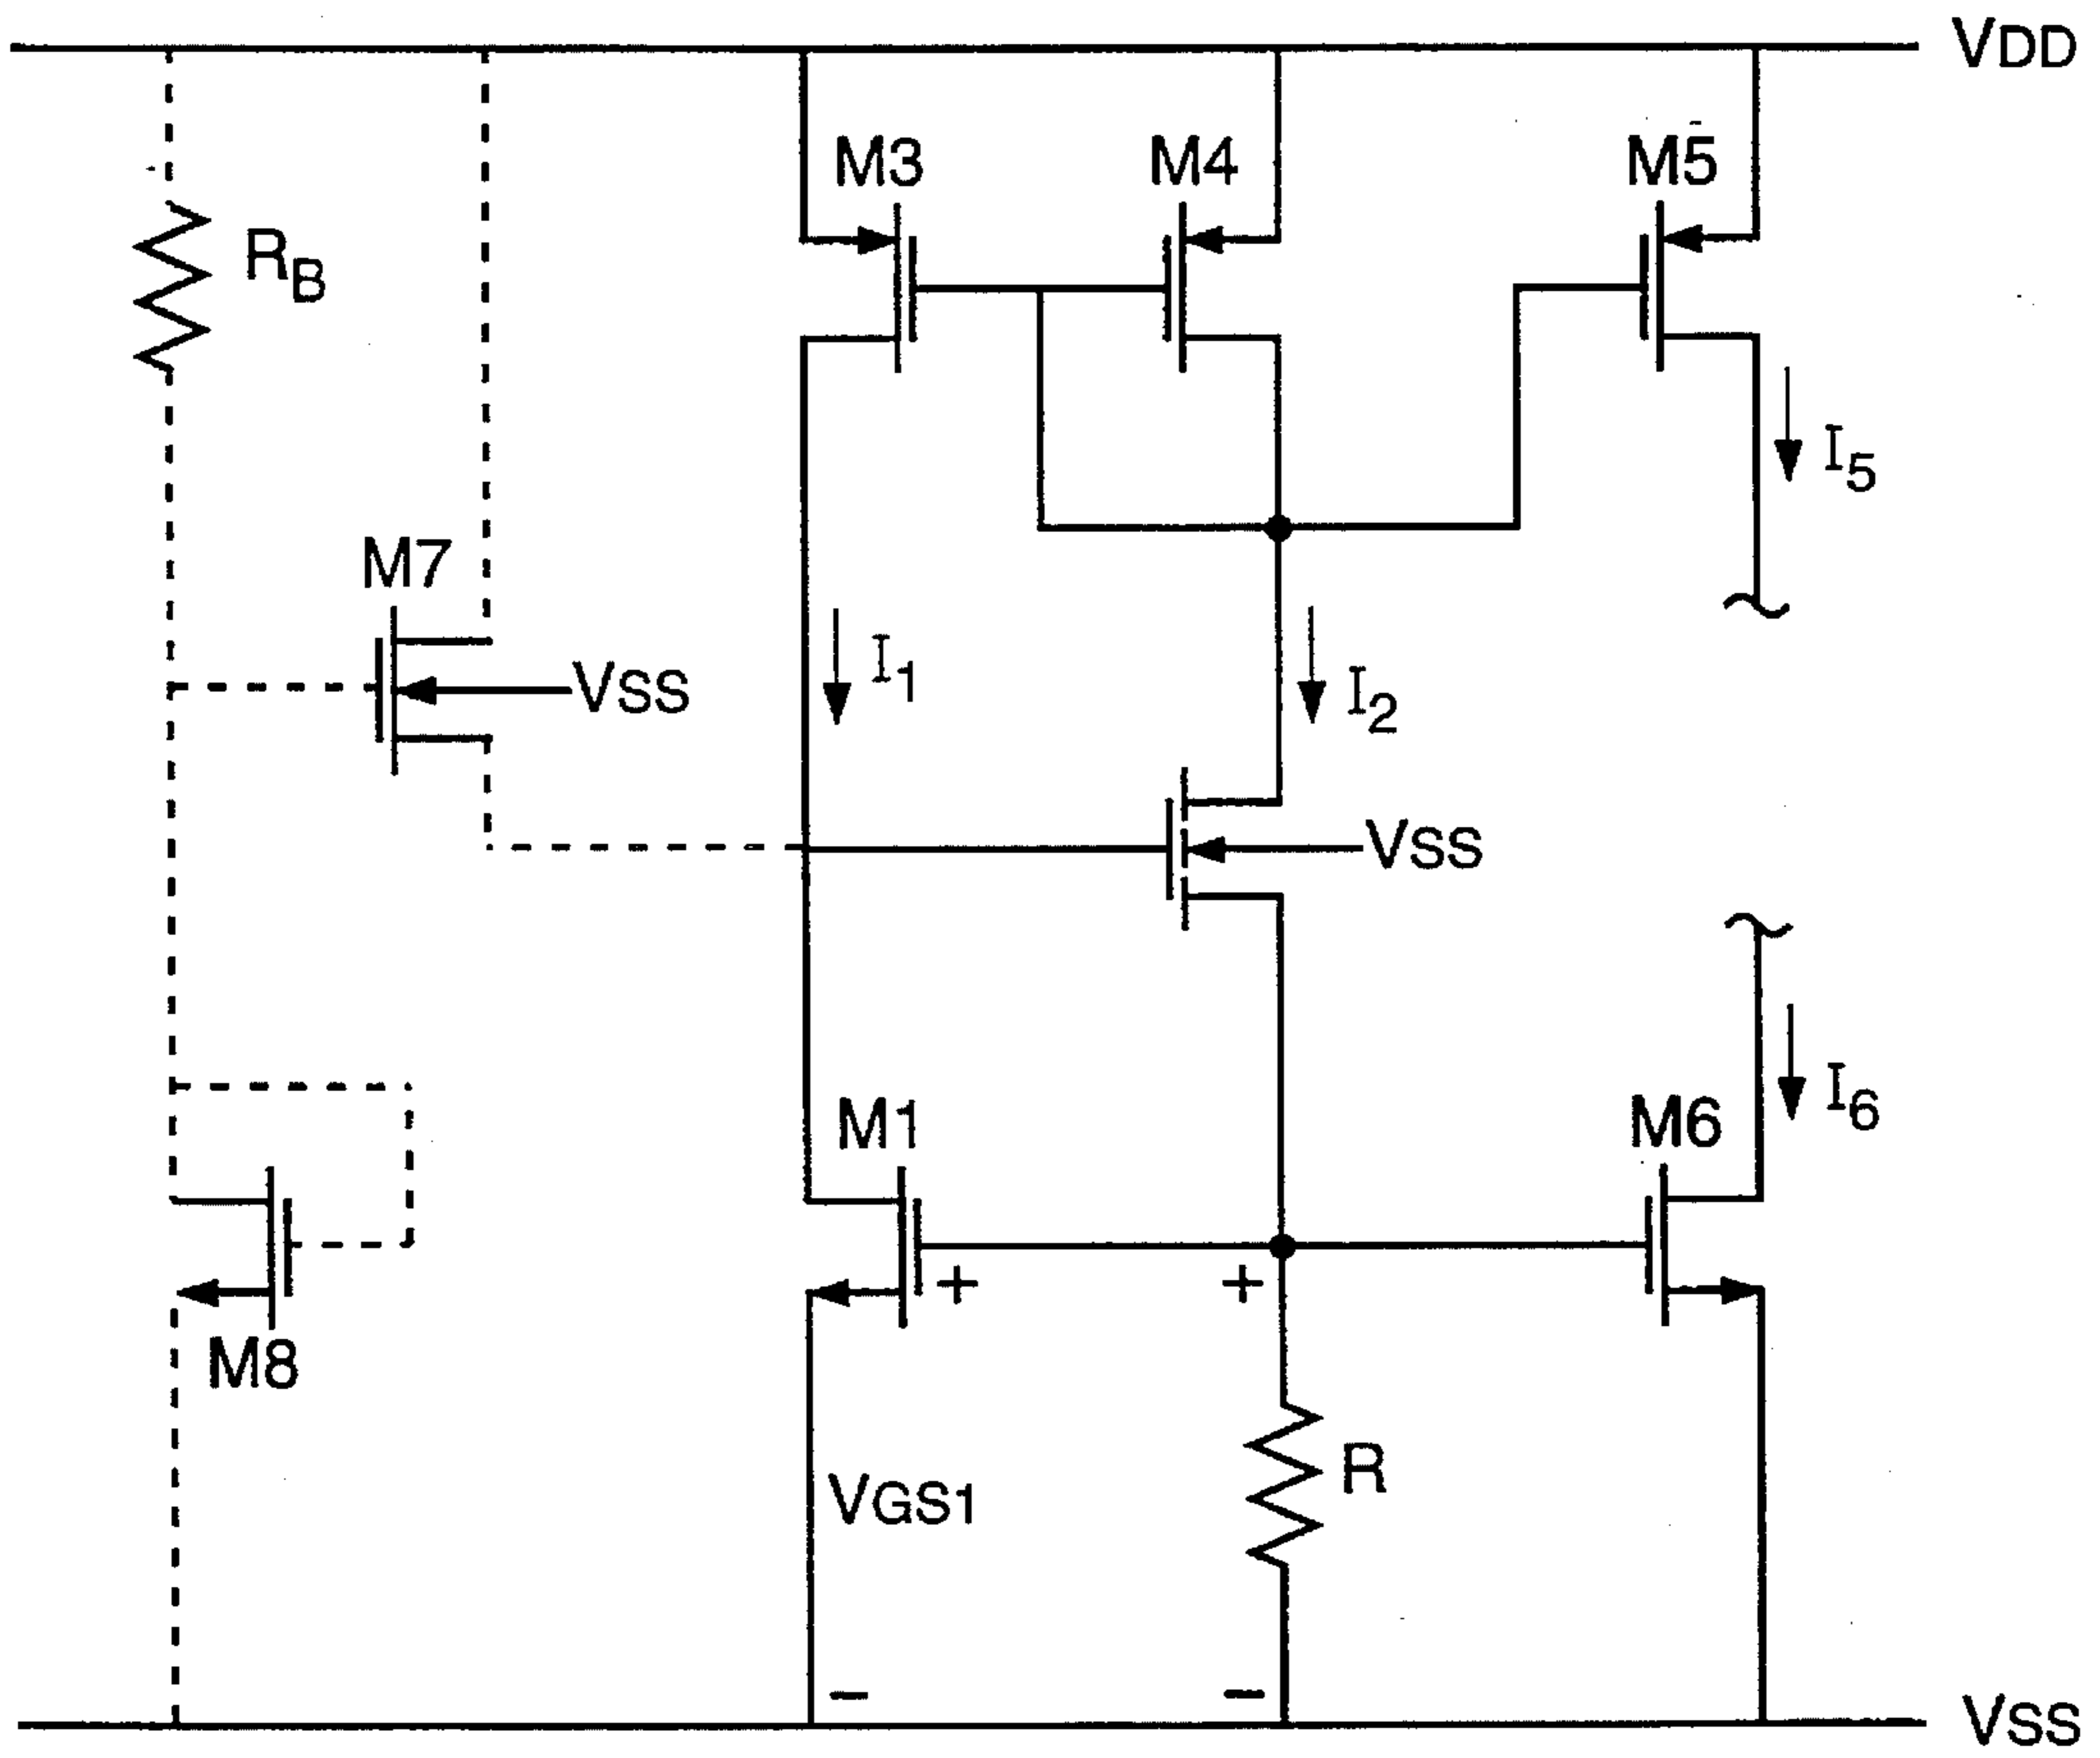 VDD
M3
M4
M5
RB
I5
M7
VSS
I1
I2
VSS
M1
M6
I6
+
+
M8
R
VGS1
−
−
VSS